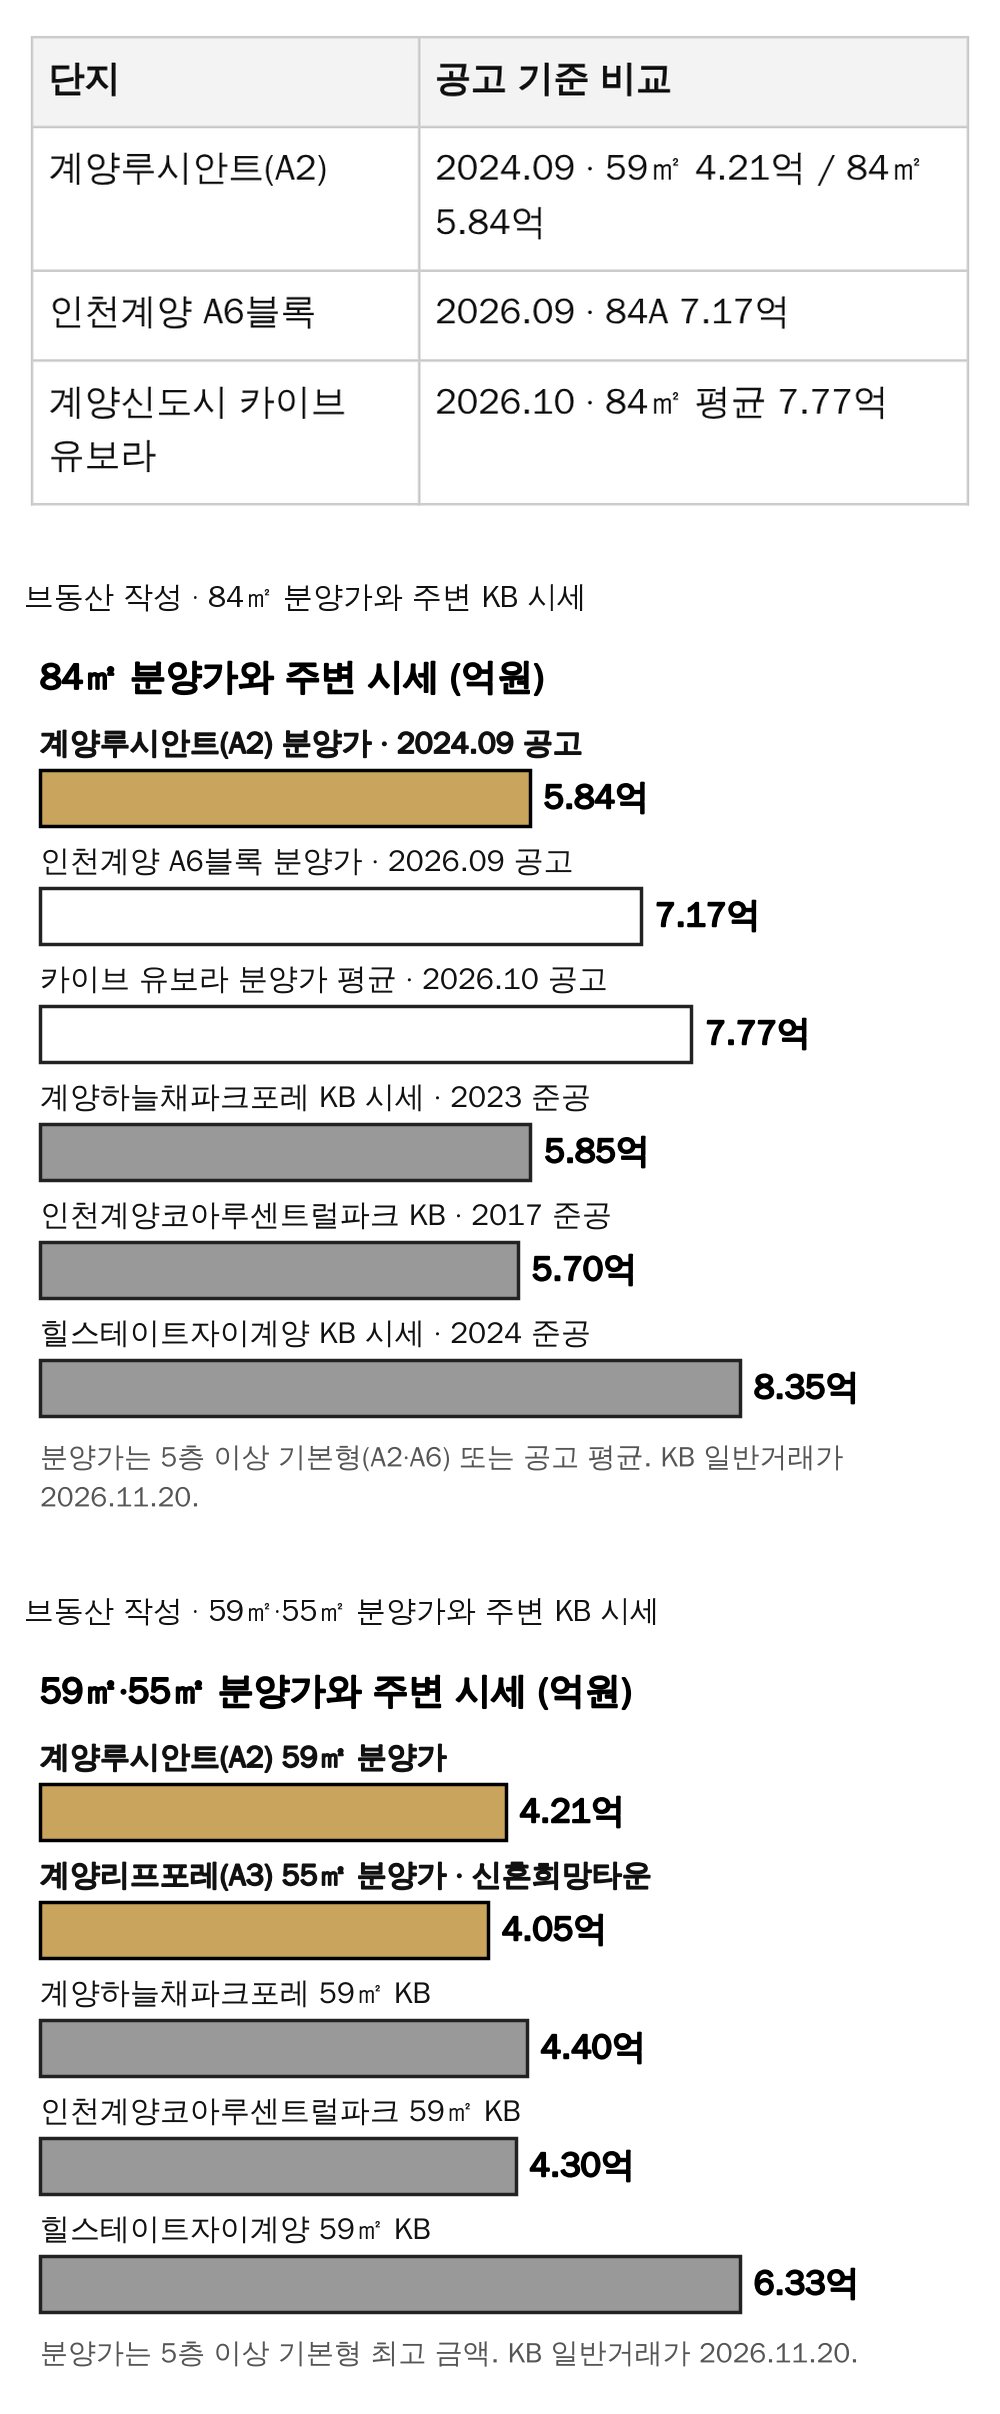 단지
공고 기준 비교
계양루시안트(A2)
2024.09 · 59㎡ 4.21억 / 84㎡
5.84억
인천계양 A6블록
2026.09 · 84A 7.17억
계양신도시 카이브
유보라
2026.10 · 84㎡ 평균 7.77억
브동산 작성 · 84㎡ 분양가와 주변 KB 시세
84㎡ 분양가와 주변 시세 (억원)
계양루시안트(A2) 분양가 · 2024.09 공고
5.84억
인천계양 A6블록 분양가 · 2026.09 공고
7.17억
카이브 유보라 분양가 평균 · 2026.10 공고
7.77억
계양하늘채파크포레 KB 시세 · 2023 준공
5.85억
인천계양코아루센트럴파크 KB · 2017 준공
5.70억
힐스테이트자이계양 KB 시세 · 2024 준공
8.35억
분양가는 5층 이상 기본형(A2·A6) 또는 공고 평균. KB 일반거래가
2026.11.20.
브동산 작성 · 59㎡·55㎡ 분양가와 주변 KB 시세
59㎡·55㎡ 분양가와 주변 시세 (억원)
계양루시안트(A2) 59㎡ 분양가
4.21억
계양리프포레(A3) 55㎡ 분양가 · 신혼희망타운
4.05억
계양하늘채파크포레 59㎡ KB
4.40억
인천계양코아루센트럴파크 59㎡ KB
4.30억
힐스테이트자이계양 59㎡ KB
6.33억
분양가는 5층 이상 기본형 최고 금액. KB 일반거래가 2026.11.20.